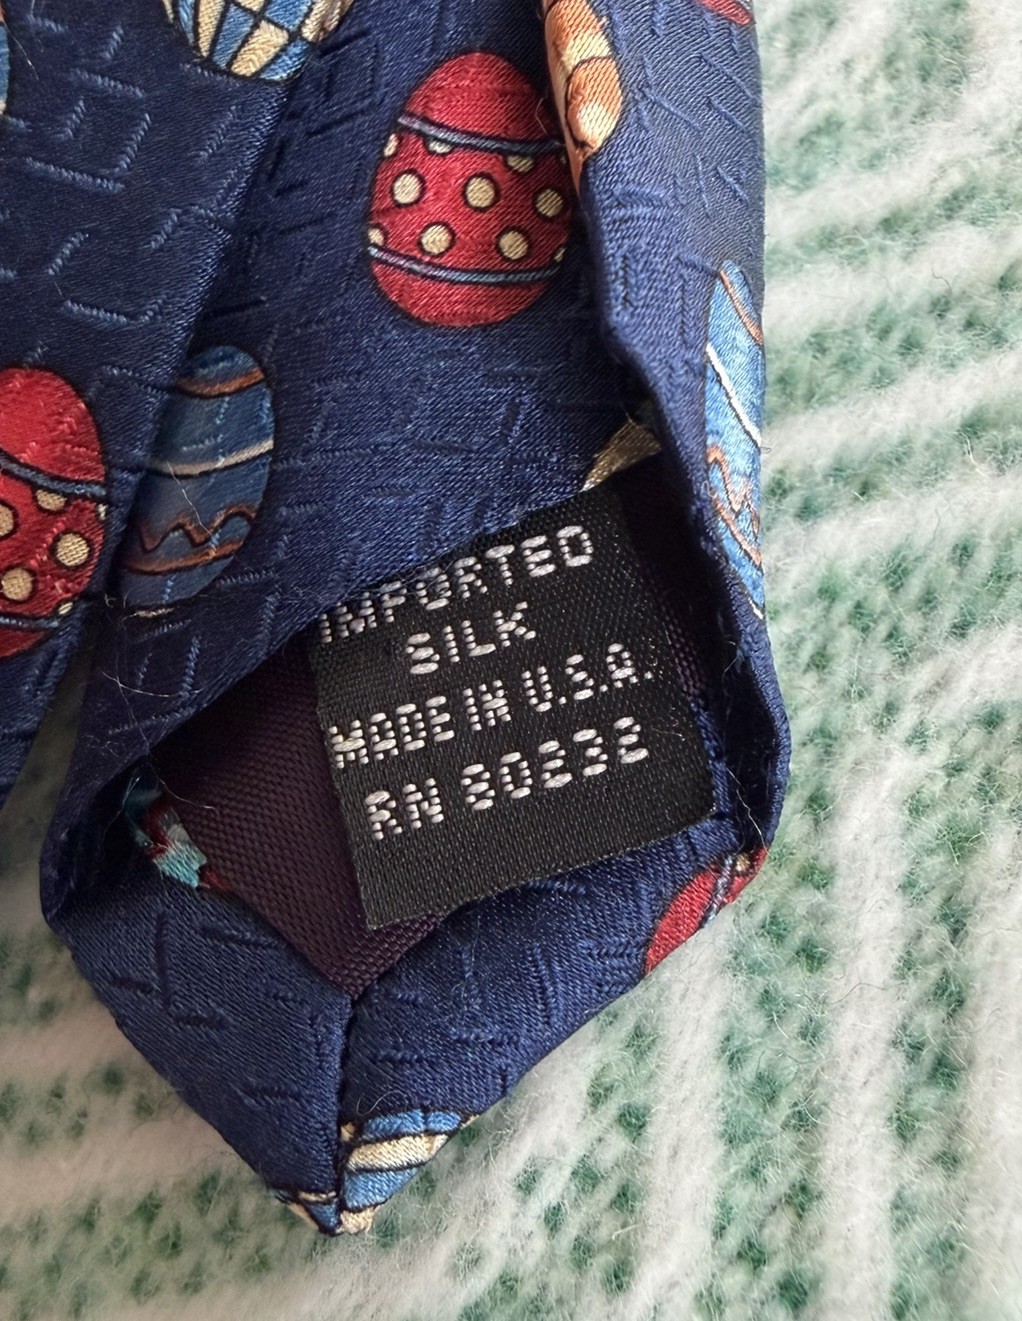 IMPORTED
SILK
MADE IN U.S.A.
RN 80232